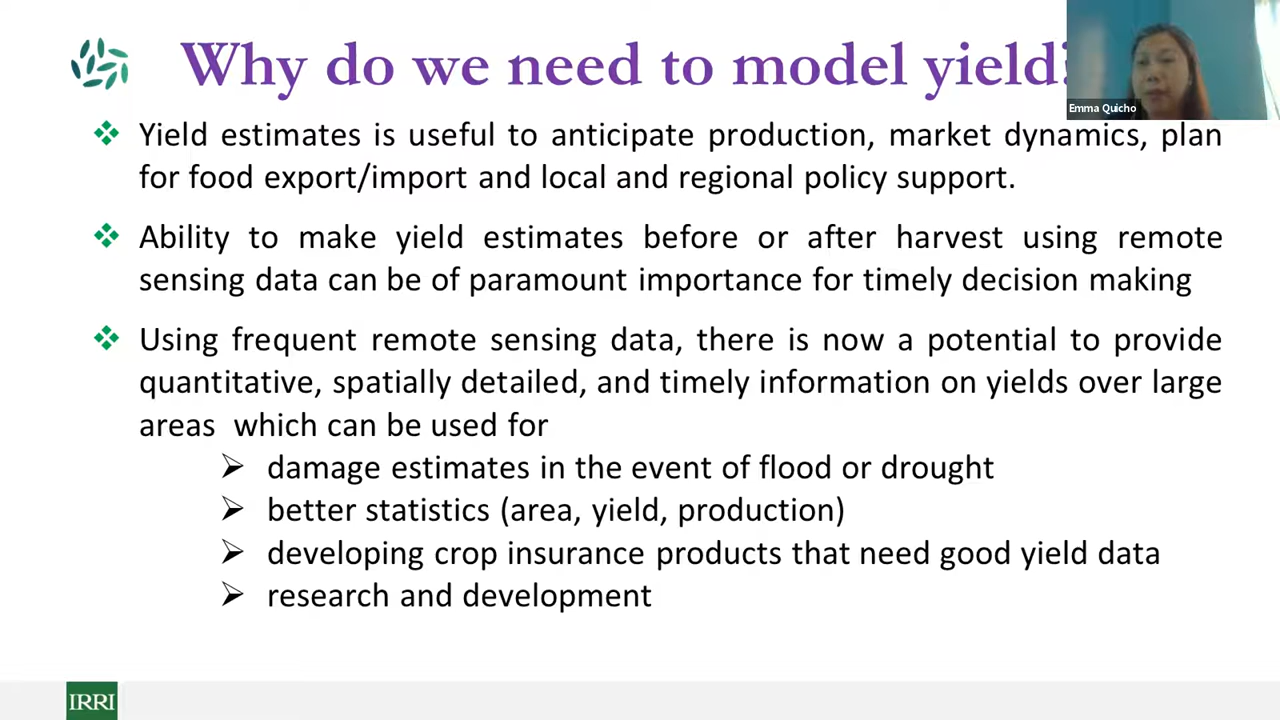 Why do we need to model yield?
Emma Quicho
Yield estimates is useful to anticipate production, market dynamics, plan
for food export/import and local and regional policy support.
Ability to make yield estimates before or after harvest using remote
sensing data can be of paramount importance for timely decision making
Using frequent remote sensing data, there is now a potential to provide
quantitative, spatially detailed, and timely information on yields over large
areas which can be used for
damage estimates in the event of flood or drought
better statistics (area, yield, production)
developing crop insurance products that need good yield data
research and development
IRRI